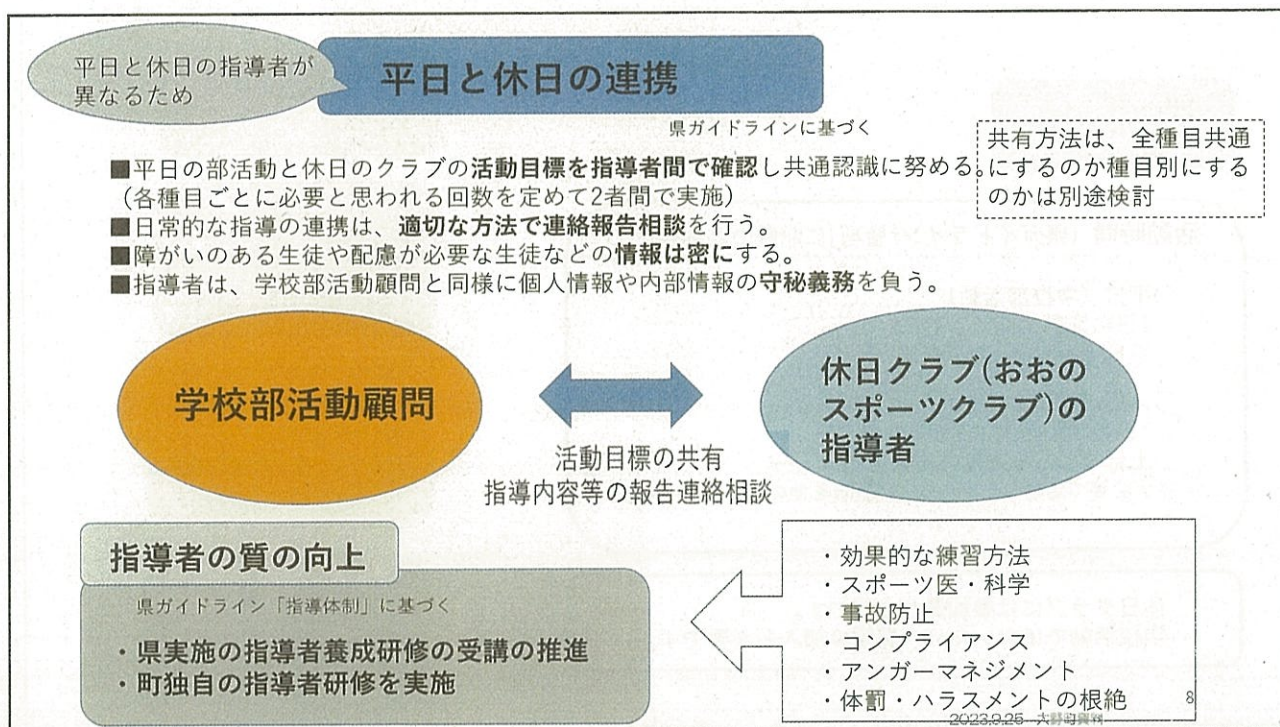 平日と休日の指導者が
異なるため
平日と休日の連携
県ガイドラインに基づく
共有方法は、全種目共通
にするのか種目別にする
のかは別途検討
■平日の部活動と休日のクラブの活動目標を指導者間で確認し共通認識に努める。
(各種目ごとに必要と思われる回数を定めて2者間で実施)
■日常的な指導の連携は、適切な方法で連絡報告相談を行う。
■障がいのある生徒や配慮が必要な生徒などの情報は密にする。
■指導者は、学校部活動顧問と同様に個人情報や内部情報の守秘義務を負う。
学校部活動顧問
休日クラブ(おおの
スポーツクラブ)の
指導者
活動目標の共有
指導内容等の報告連絡相談
指導者の質の向上
県ガイドライン「指導体制」に基づく
・県実施の指導者養成研修の受講の推進
・町独自の指導者研修を実施
・効果的な練習方法
・スポーツ医・科学
・事故防止
・コンプライアンス
・アンガーマネジメント
・体罰・ハラスメントの根絶
8